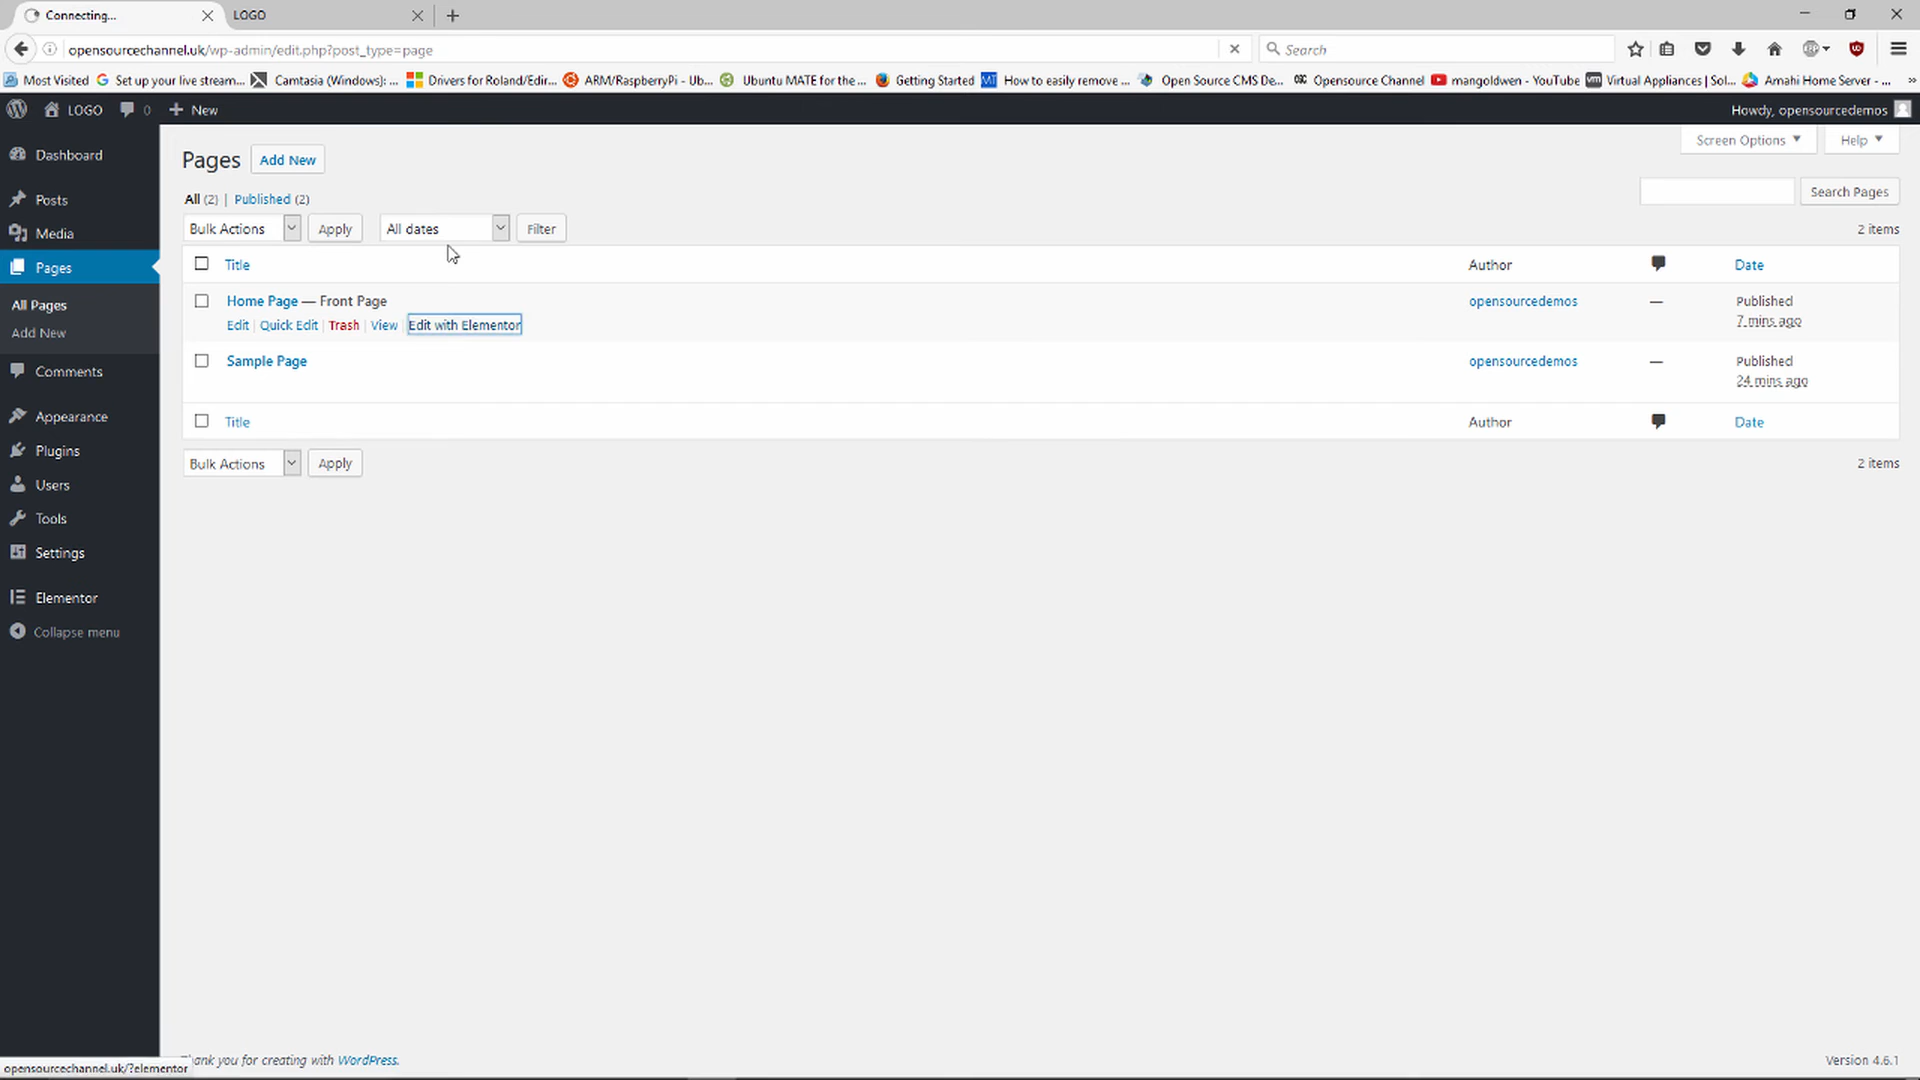 Connecting...
LOGO
opensourcechannel.uk/wp-admin/edit.php?post_type=page
Search
Most Visited
Set up your live stream...
Camtasia (Windows): ...
Drivers for Roland/Edir...
ARM/RaspberryPi - Ub...
Ubuntu MATE for the ...
Getting Started
How to easily remove ...
Open Source CMS De...
Opensource Channel
mangoldwen - YouTube
Virtual Appliances | Sol...
Amahi Home Server - ...
LOGO
0
New
Howdy, opensourcedemos
Dashboard
Posts
Media
Pages
All Pages
Add New
Comments
Appearance
Plugins
Users
Tools
Settings
Elementor
Collapse menu
Screen Options
Help
Pages
Add New
All (2) | Published (2)
Search Pages
Bulk Actions
Apply
All dates
Filter
2 items
Title
Author
Date
Home Page — Front Page
opensourcedemos
—
Published
7 mins ago
Edit | Quick Edit | Trash | View | Edit with Elementor
Sample Page
opensourcedemos
—
Published
24 mins ago
Title
Author
Date
Bulk Actions
Apply
2 items
hank you for creating with WordPress.
Version 4.6.1
opensourcechannel.uk/?elementor